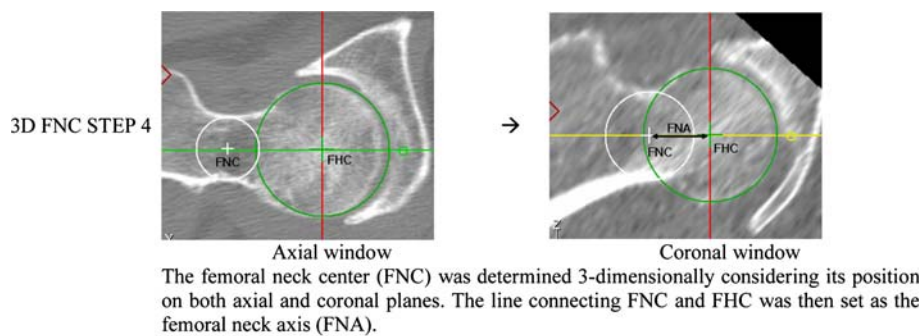 3D FNC STEP 4
→
FNC
FHC
FNA
FNC
FHC
Z
Axial window
Coronal window
The femoral neck center (FNC) was determined 3-dimensionally considering its position
on both axial and coronal planes. The line connecting FNC and FHC was then set as the
femoral neck axis (FNA).